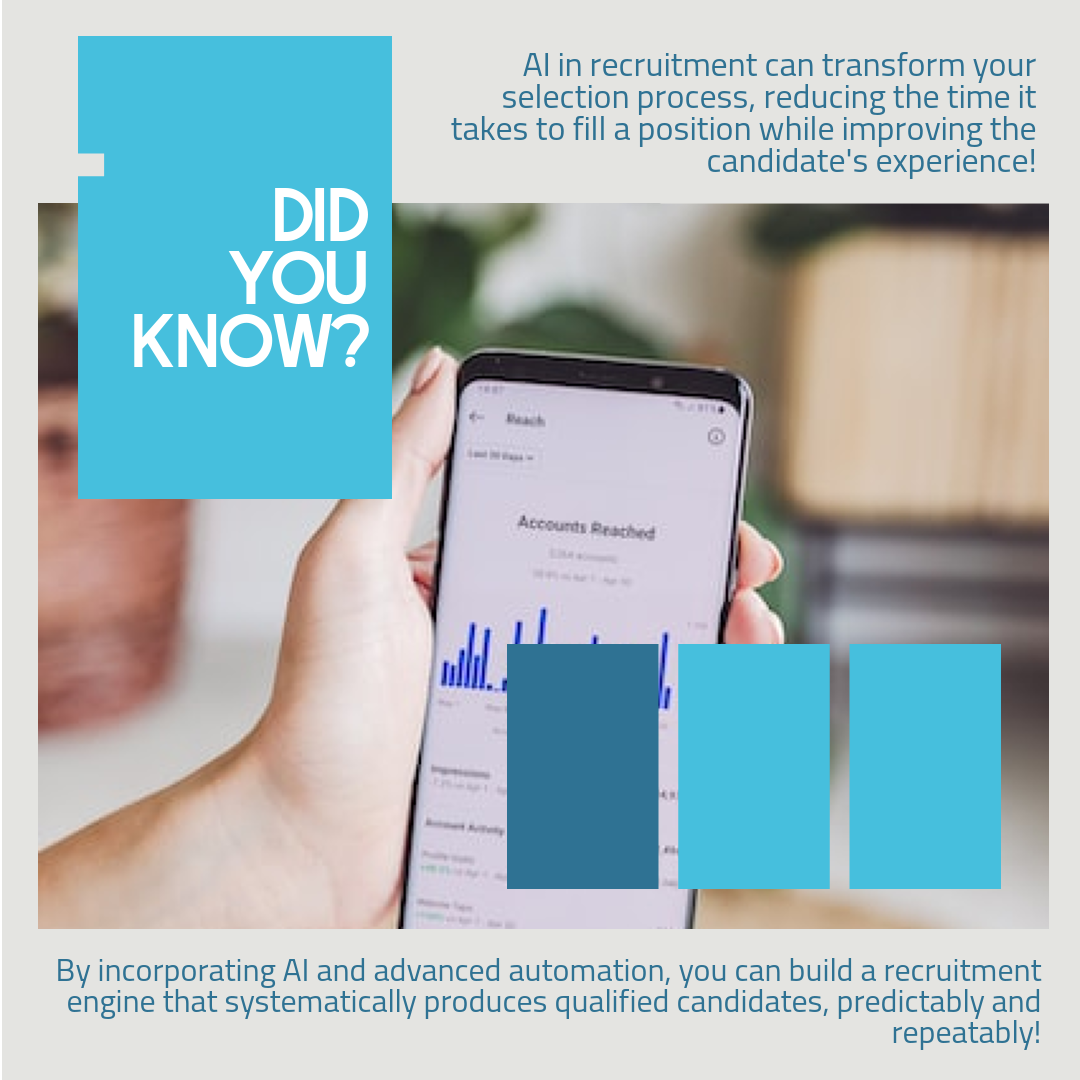 AI in recruitment can transform your
selection process, reducing the time it
takes to fill a position while improving the
candidate's experience!
DID
YOU
KNOW?
Reach
Last 30 days
Accounts Reached
Impressions
Account Activity
By incorporating AI and advanced automation, you can build a recruitment
engine that systematically produces qualified candidates, predictably and
repeatably!